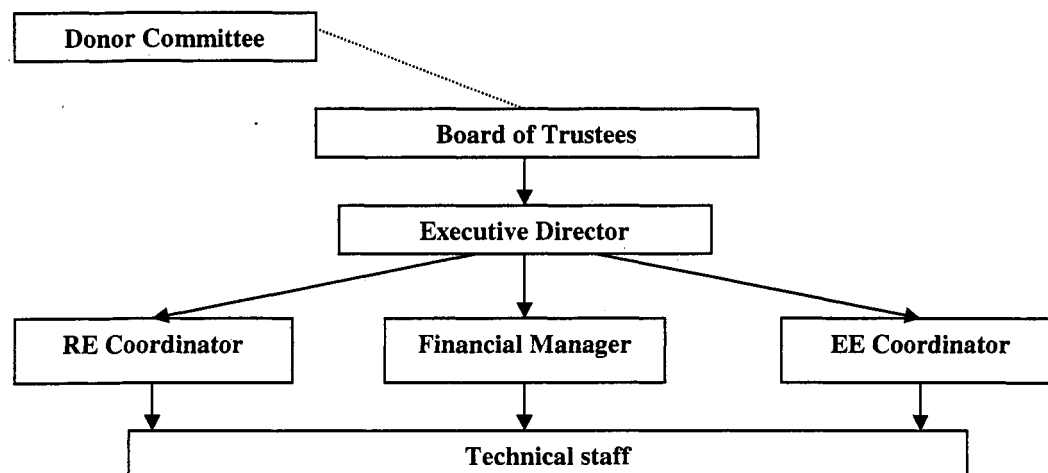 Donor Committee
Board of Trustees
Executive Director
RE Coordinator
Financial Manager
EE Coordinator
Technical staff